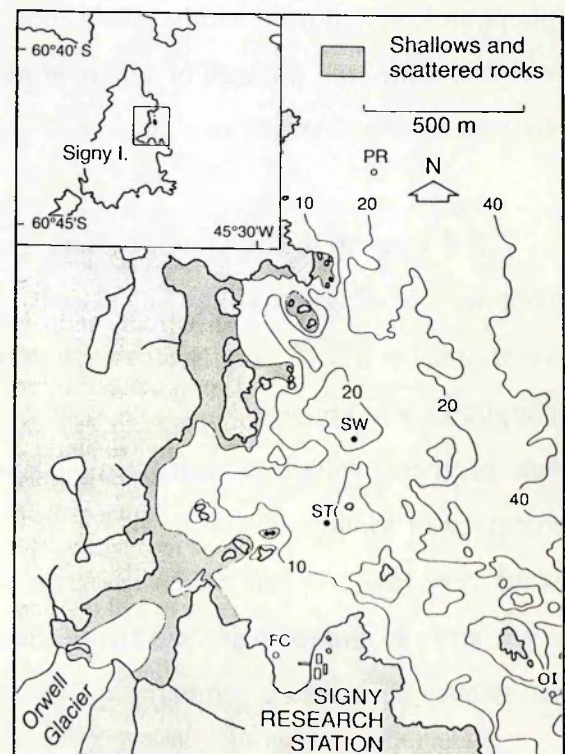 60°40'S
Signy I.
60°45'S
45°30'W
Shallows and
scattered rocks
500 m
PR
N
10
20
40
20
SW
20
ST
40
10
FC
OI
SIGNY
RESEARCH
STATION
Orwell
Glacier